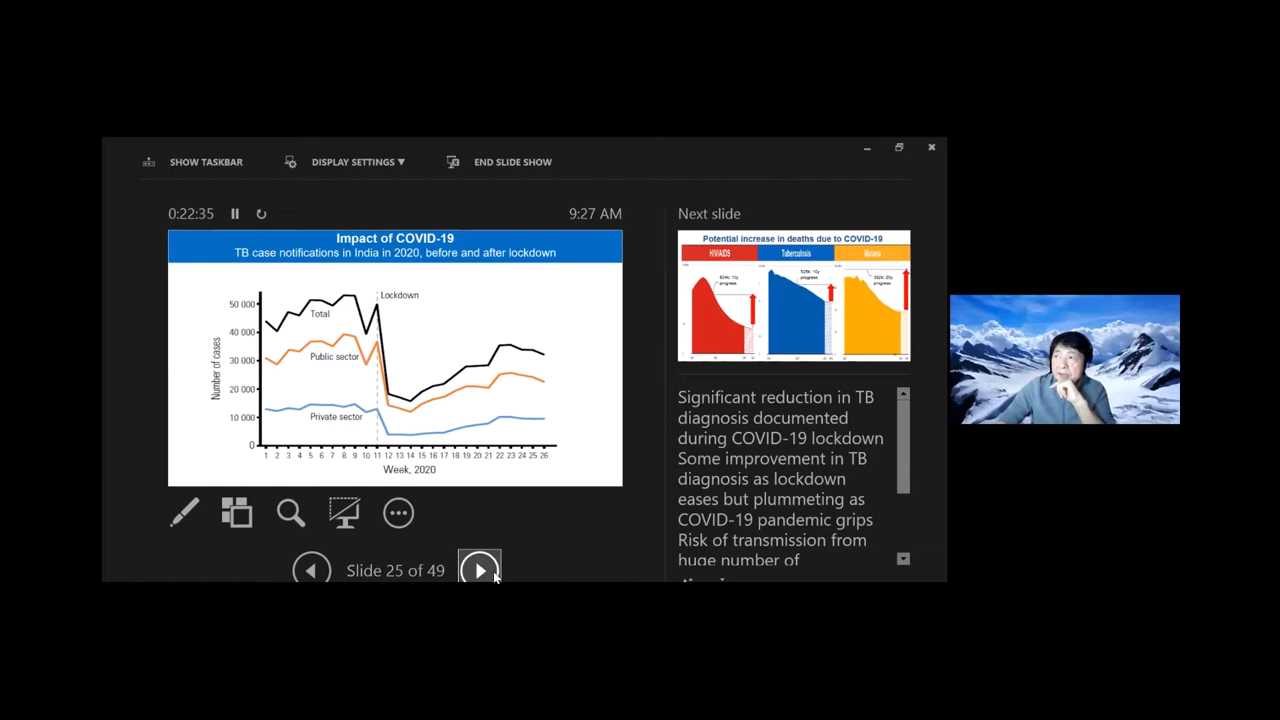 SHOW TASKBAR
DISPLAY SETTINGS ▼
END SLIDE SHOW
0:22:35
9:27 AM
Impact of COVID-19
TB case notifications in India in 2020, before and after lockdown
Lockdown
Number of cases
50 000
40 000
30 000
20 000
10 000
0
Total
Public sector
Private sector
1 2 3 4 5 6 7 8 9 10 11 12 13 14 15 16 17 18 19 20 21 22 23 24 25 26
Week, 2020
Slide 25 of 49
Next slide
Potential increase in deaths due to COVID-19
HIV/AIDS
Tuberculosis
Malaria
progress
progress
progress
Significant reduction in TB
diagnosis documented
during COVID-19 lockdown
Some improvement in TB
diagnosis as lockdown
eases but plummeting as
COVID-19 pandemic grips
Risk of transmission from
huge number of